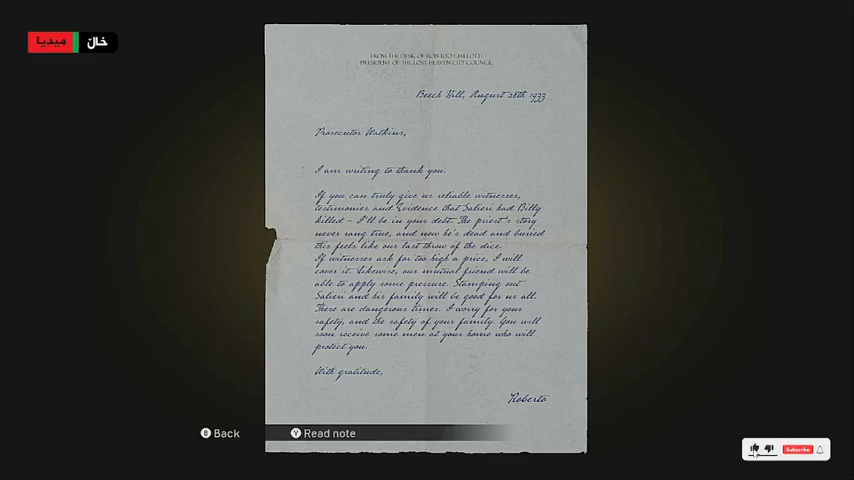 ميديا خان
FROM THE DESK OF ROBERTO GHILLOTTI
PRESIDENT OF THE LOST HEAVEN CITY COUNCIL
Beech Hill, August 28th 1933
Prosecutor Watkins,
I am writing to thank you.
If you can truly give us reliable witnesses,
testimonies and Evidence that Salieri had Billy
killed - I'll be in your debt. The priest's story
never rang true, and now he's dead and buried
this feels like our last throw of the dice.
If witnesses ask for too high a price, I will
cover it. Likewise, our mutual friend will be
able to apply some pressure. Stamping out
Salieri and his family will be good for us all.
These are dangerous times. I worry for your
safety, and the safety of your family. You will
soon receive some men at your home who will
protect you.
With gratitude,
Roberto
B Back
Y Read note
Subscribe